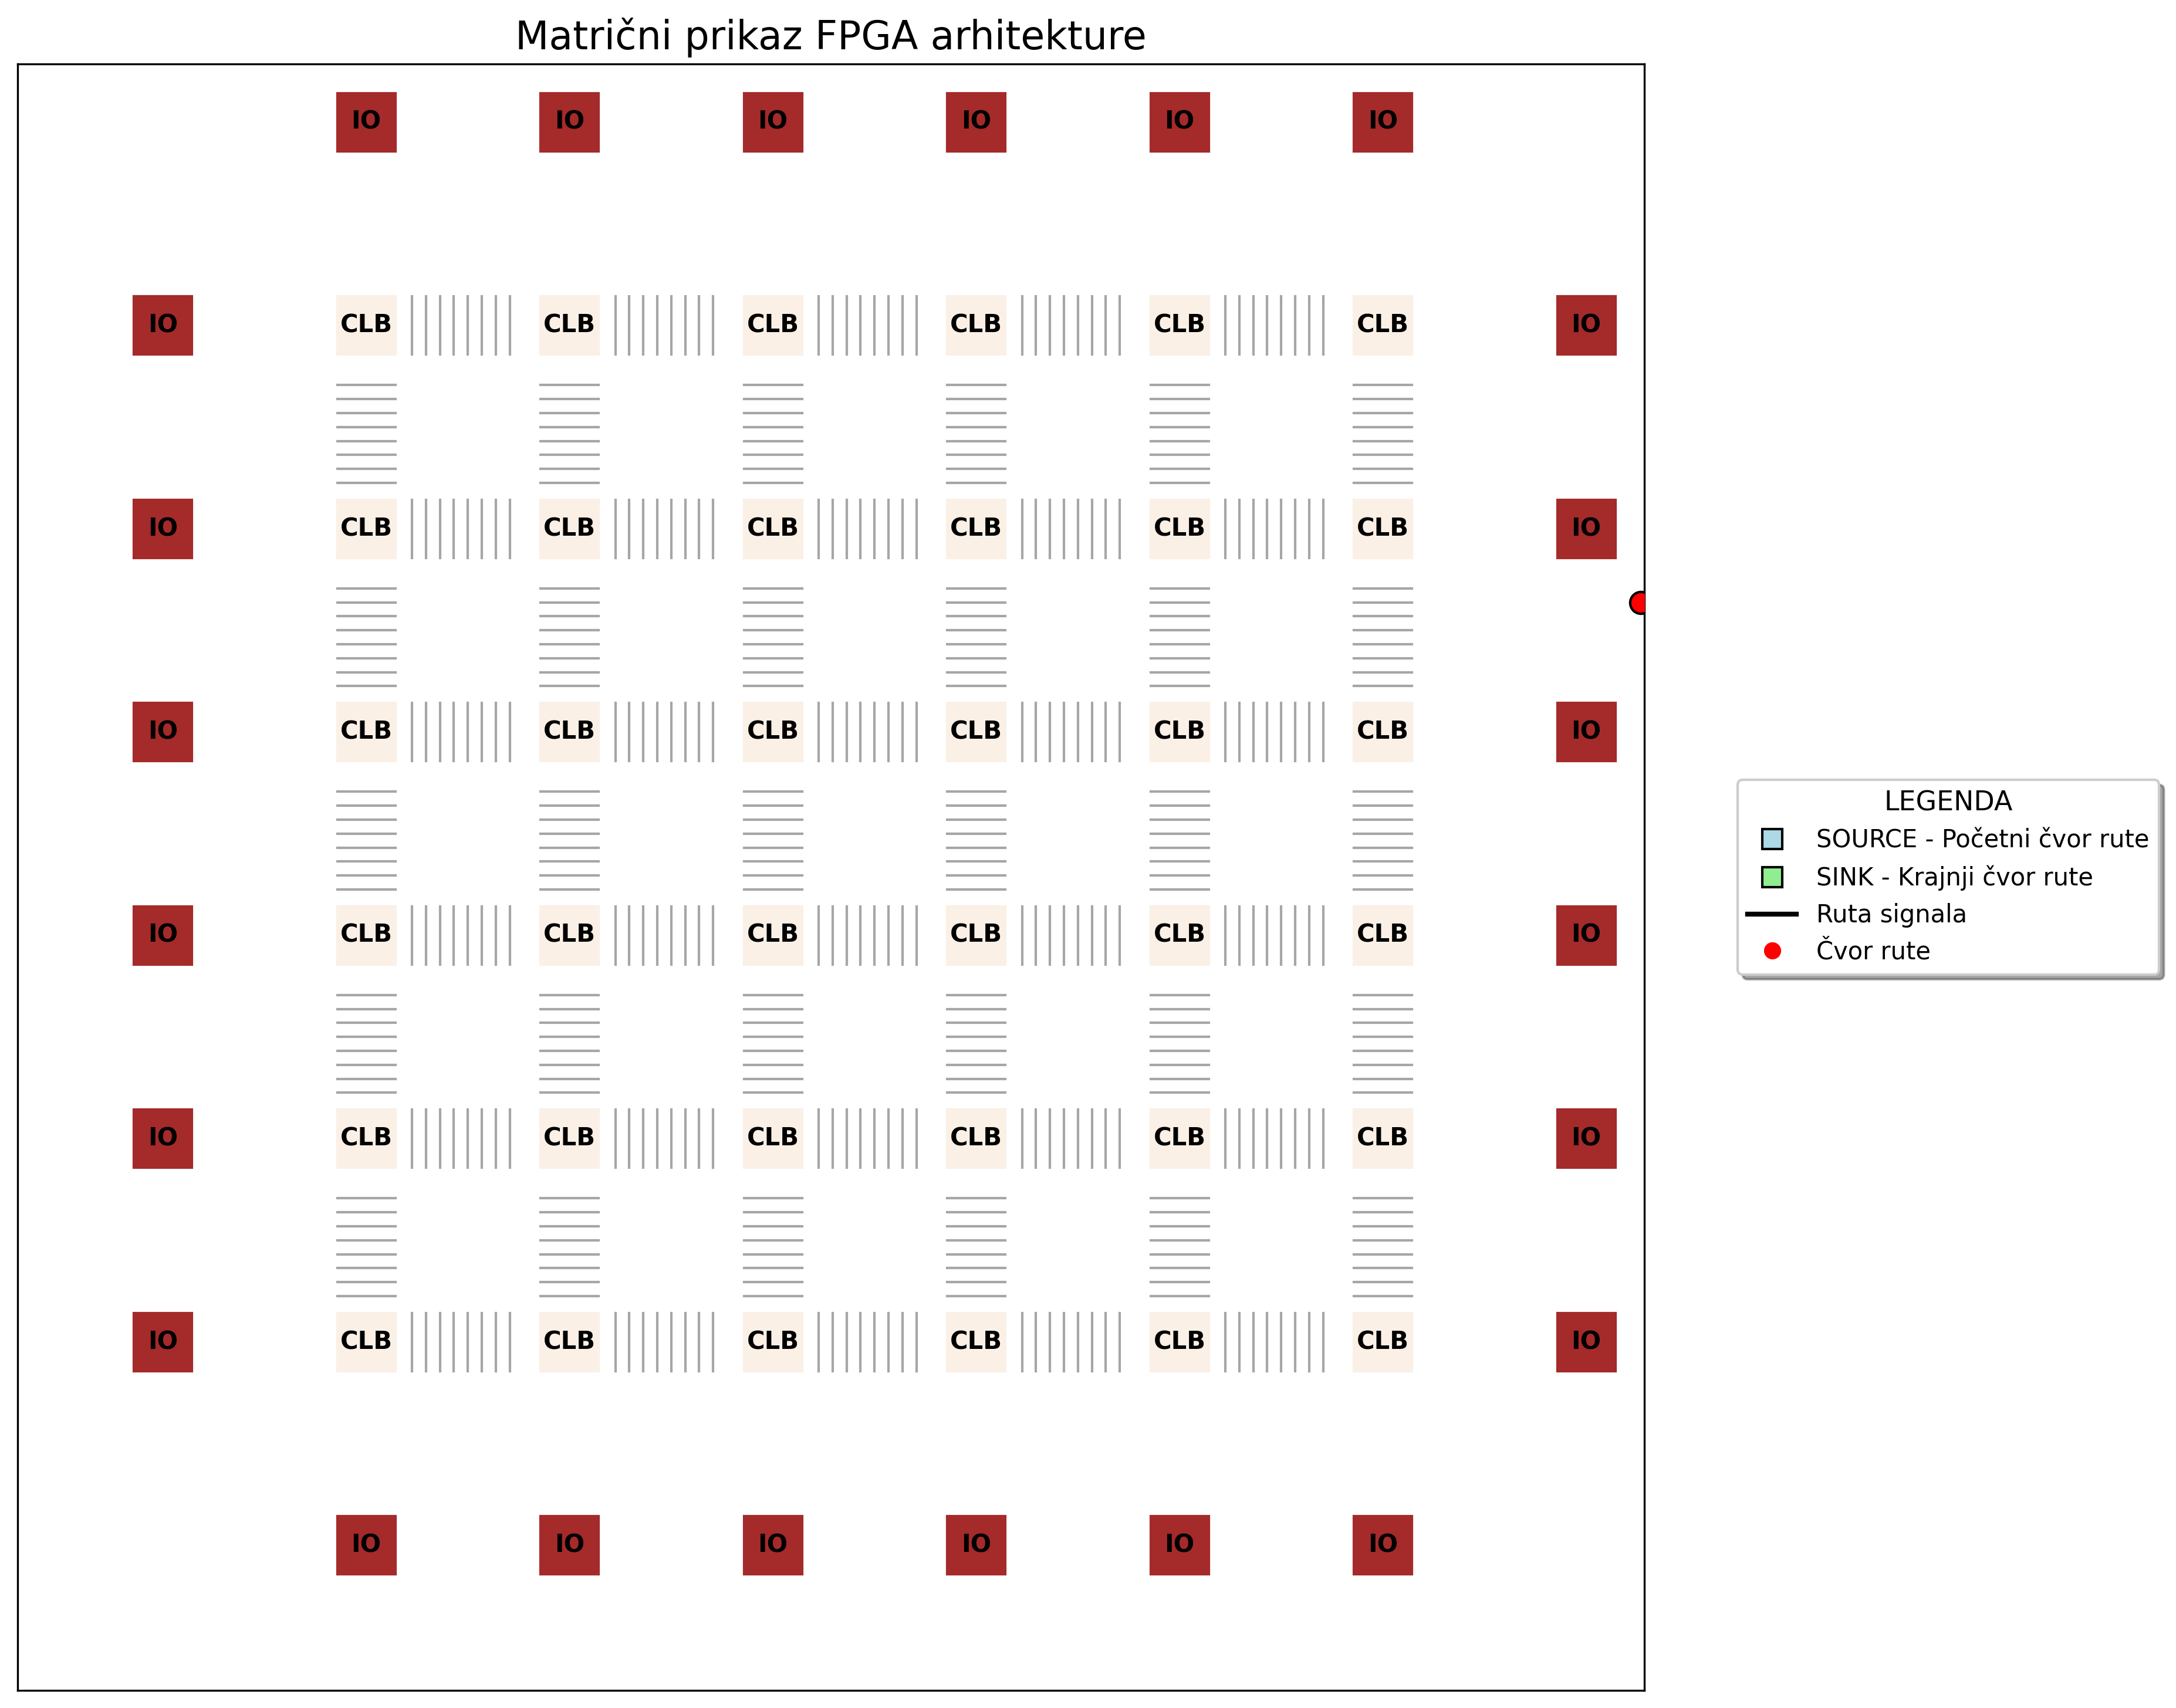 Matrični prikaz FPGA arhitekture
IO IO IO IO IO IO
IO CLB CLB CLB CLB CLB CLB IO
IO CLB CLB CLB CLB CLB CLB IO
IO CLB CLB CLB CLB CLB CLB IO
IO CLB CLB CLB CLB CLB CLB IO
IO CLB CLB CLB CLB CLB CLB IO
IO CLB CLB CLB CLB CLB CLB IO
IO IO IO IO IO IO
LEGENDA
SOURCE - Početni čvor rute
SINK - Krajnji čvor rute
Ruta signala
Čvor rute